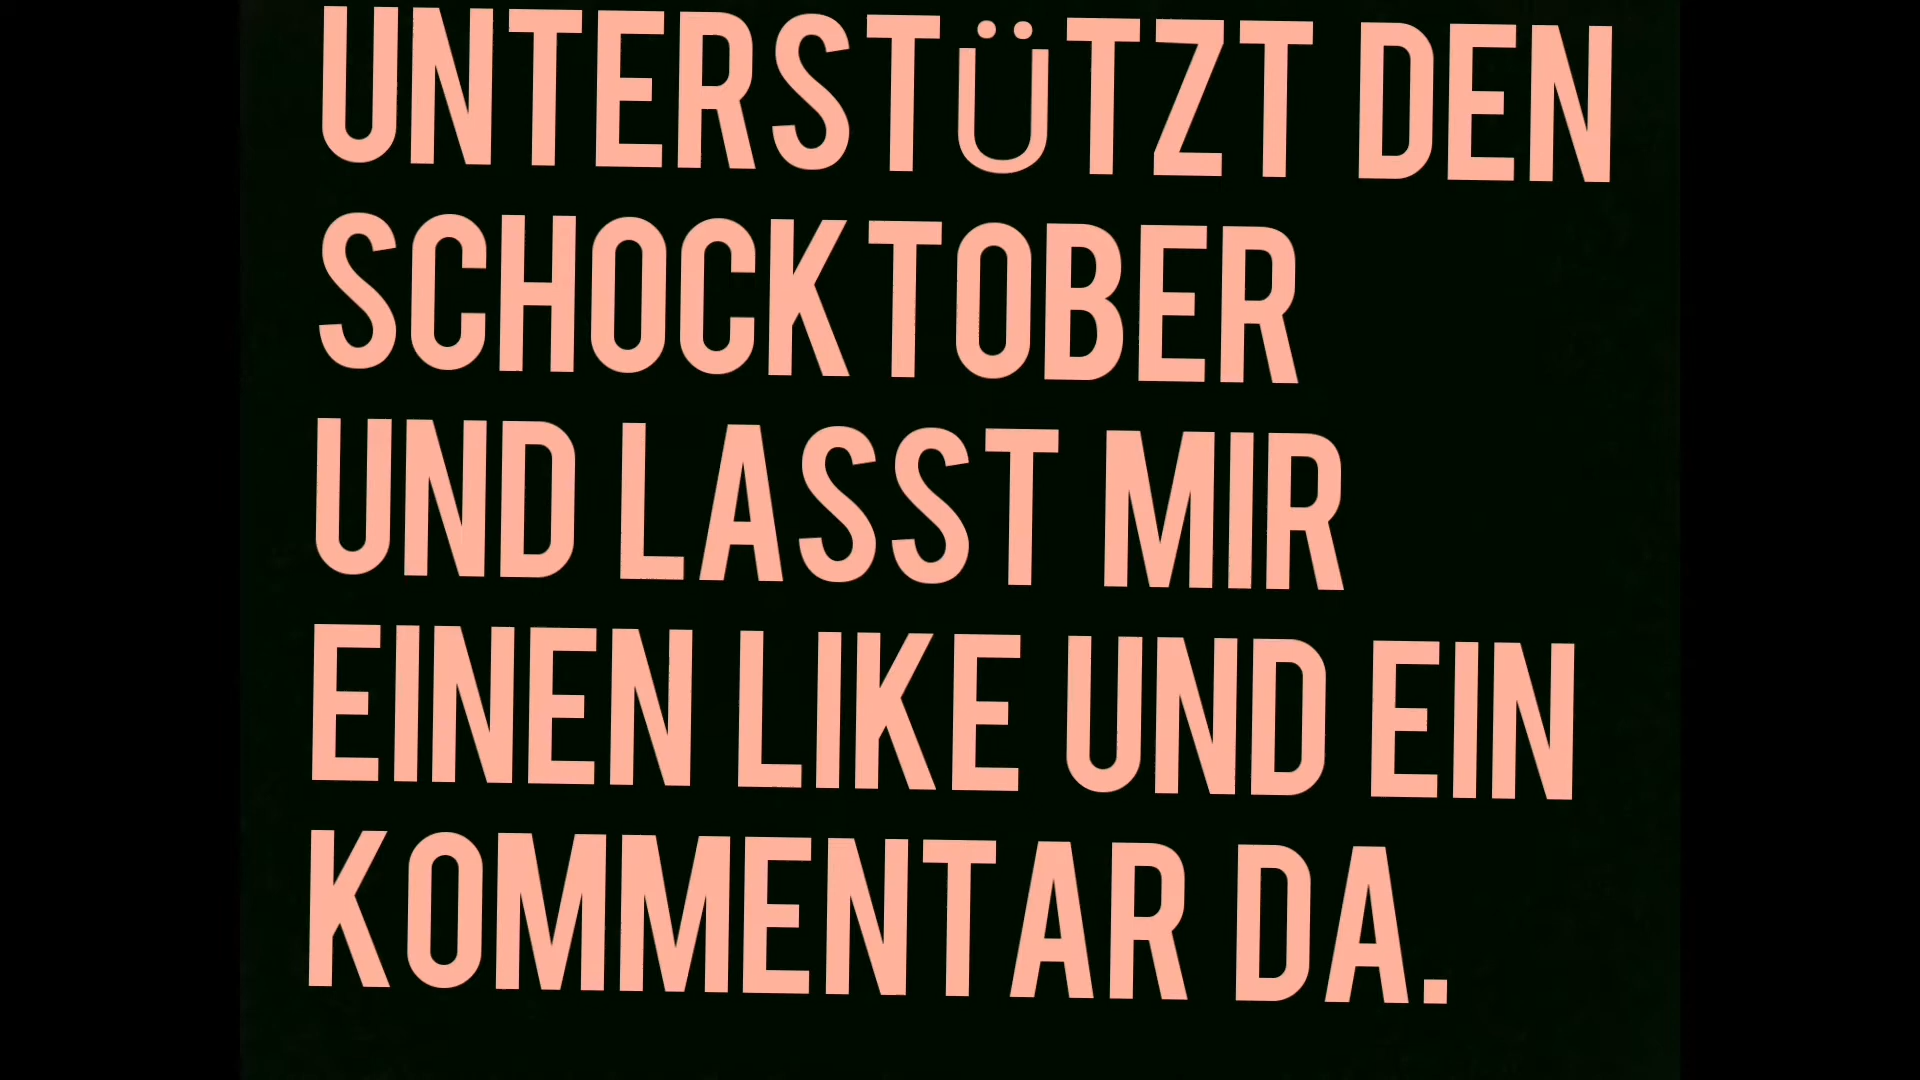 UNTERSTÜTZT DEN
SCHOCKTOBER
UND LASST MIR
EINEN LIKE UND EIN
KOMMENTAR DA.